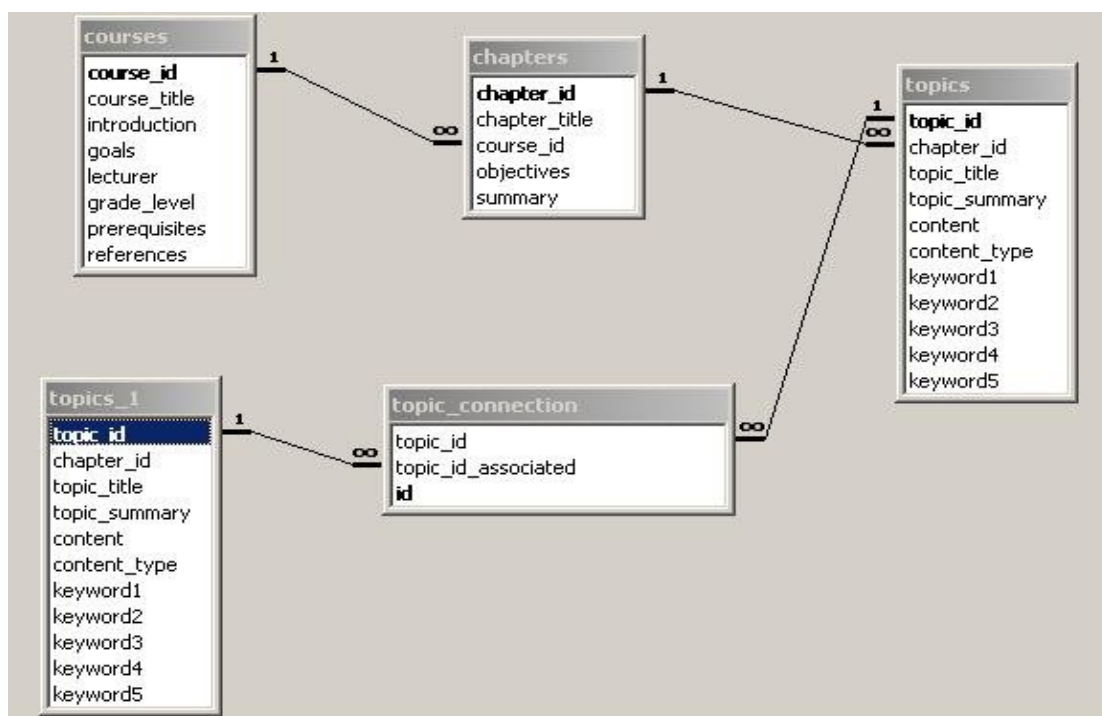 courses
course_id
course_title
introduction
goals
lecturer
grade_level
prerequisites
references
1
∞
chapters
chapter_id
chapter_title
course_id
objectives
summary
1
∞
topics
topic_id
chapter_id
topic_title
topic_summary
content
content_type
keyword1
keyword2
keyword3
keyword4
keyword5
1
∞
topics_1
topic_id
chapter_id
topic_title
topic_summary
content
content_type
keyword1
keyword2
keyword3
keyword4
keyword5
1
∞
topic_connection
topic_id
topic_id_associated
id